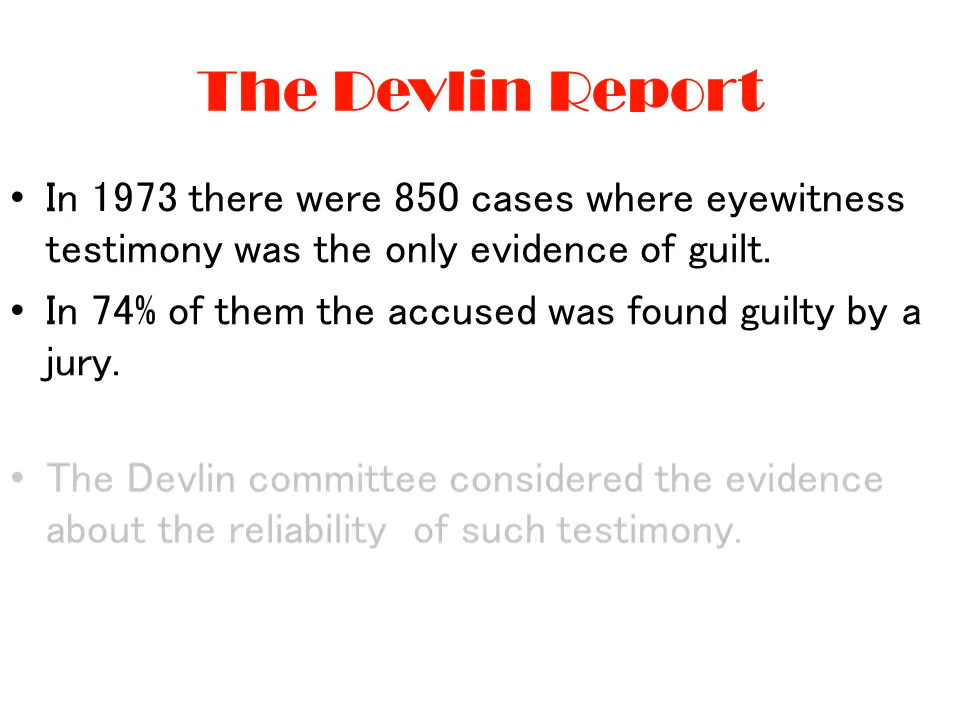 The Devlin Report
• In 1973 there were 850 cases where eyewitness
testimony was the only evidence of guilt.
• In 74% of them the accused was found guilty by a
jury.
• The Devlin committee considered the evidence
about the reliability  of such testimony.